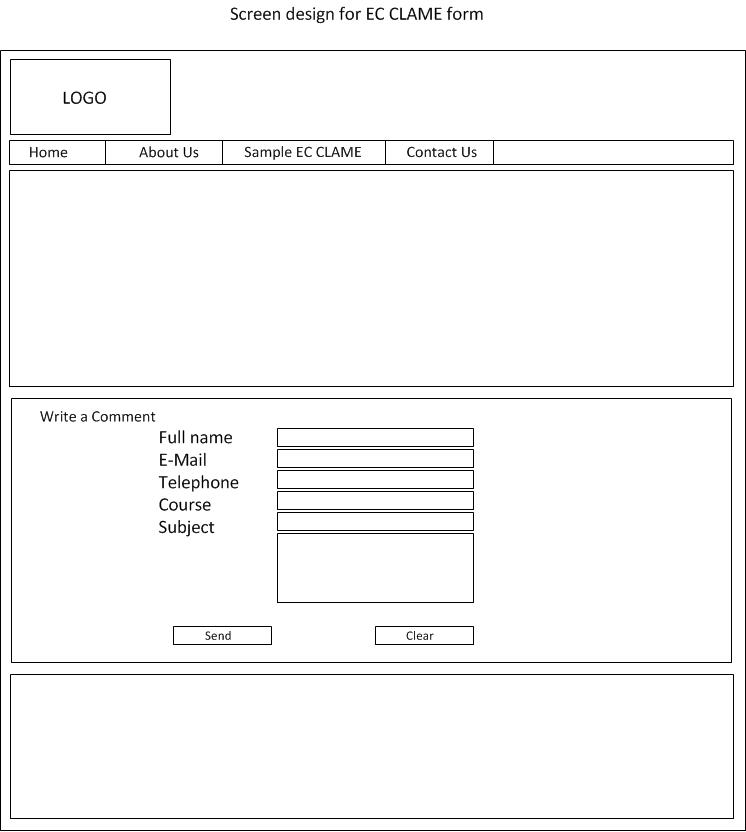 Screen design for EC CLAME form
LOGO
Home About Us Sample EC CLAME Contact Us
Write a Comment
Full name
E-Mail
Telephone
Course
Subject
Send Clear